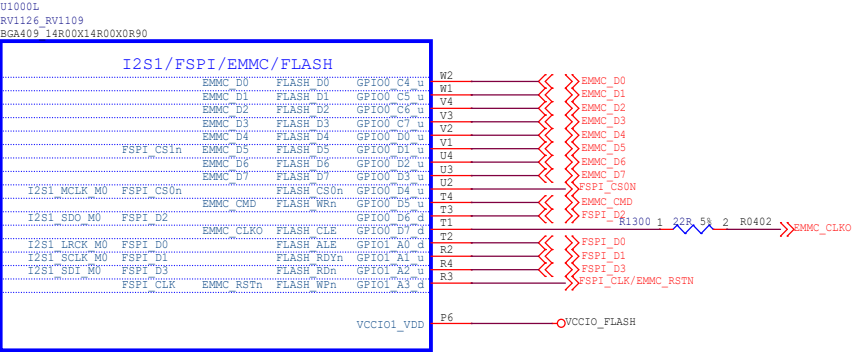 U1000L
RV1126_RV1109
BGA409_14R00X14R00X0R90
I2S1/FSPI/EMMC/FLASH
EMMC_D0 FLASH_D0 GPIO0_C4_u W2 EMMC_D0
EMMC_D1 FLASH_D1 GPIO0_C5_u W1 EMMC_D1
EMMC_D2 FLASH_D2 GPIO0_C6_u V4 EMMC_D2
EMMC_D3 FLASH_D3 GPIO0_C7_u V3 EMMC_D3
EMMC_D4 FLASH_D4 GPIO0_D0_u V2 EMMC_D4
FSPI_CS1n EMMC_D5 FLASH_D5 GPIO0_D1_u V1 EMMC_D5
EMMC_D6 FLASH_D6 GPIO0_D2_u U4 EMMC_D6
EMMC_D7 FLASH_D7 GPIO0_D3_u U3 EMMC_D7
I2S1_MCLK_M0 FSPI_CS0n FLASH_CS0n GPIO0_D4_u U2 FSPI_CS0N
EMMC_CMD FLASH_WRn GPIO0_D5_u T4 EMMC_CMD
I2S1_SDO_M0 FSPI_D2 GPIO0_D6_d T3 FSPI_D2
EMMC_CLKO FLASH_CLE GPIO0_D7_d T1 R1300 1 22R 5% 2 R0402 EMMC_CLKO
I2S1_LRCK_M0 FSPI_D0 FLASH_ALE GPIO1_A0_d T2 FSPI_D0
I2S1_SCLK_M0 FSPI_D1 FLASH_RDYn GPIO1_A1_u R2 FSPI_D1
I2S1_SDI_M0 FSPI_D3 FLASH_RDn GPIO1_A2_u R4 FSPI_D3
FSPI_CLK EMMC_RSTn FLASH_WPn GPIO1_A3_d R3 FSPI_CLK/EMMC_RSTN
VCCIO1_VDD P6 VCCIO_FLASH